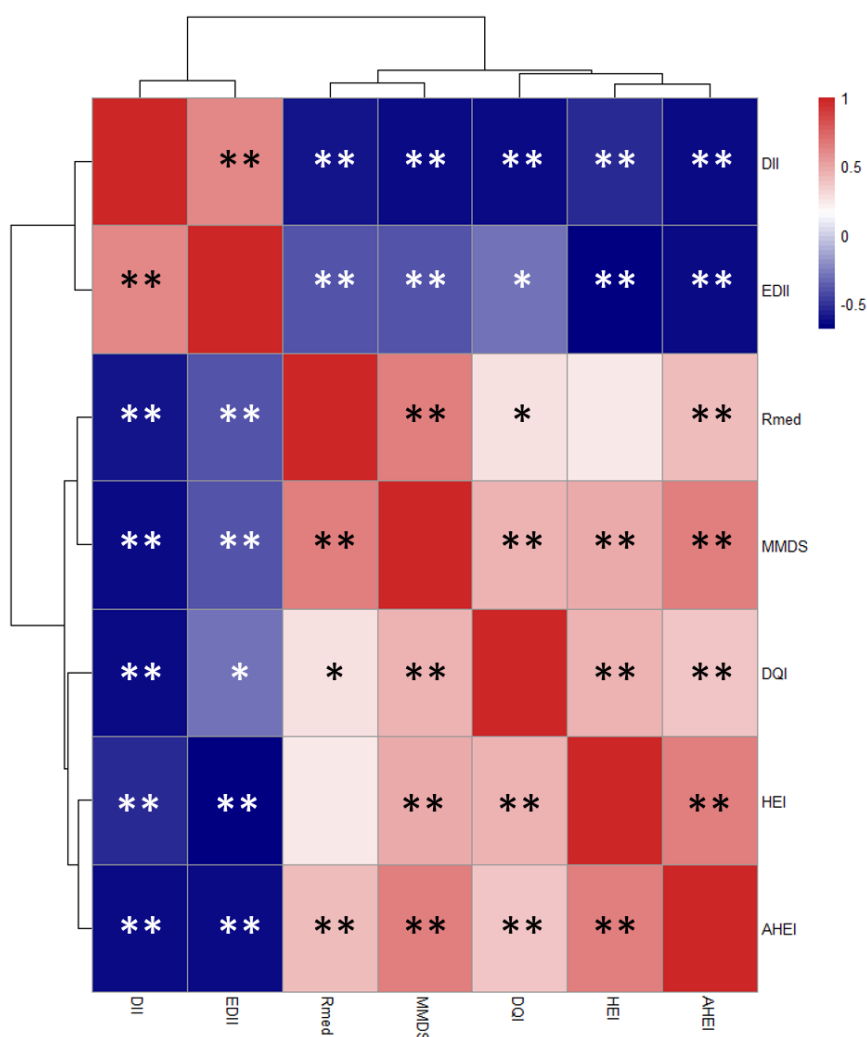 1
0.5
0
-0.5
** ** ** ** ** **
DII
** ** ** * ** **
EDII
** ** ** * **
Rmed
** ** ** ** ** **
MMDS
** * * ** ** **
DQI
** ** ** ** **
HEI
** ** ** ** ** **
AHEI
DII EDII Rmed MMDS DQI HEI AHEI